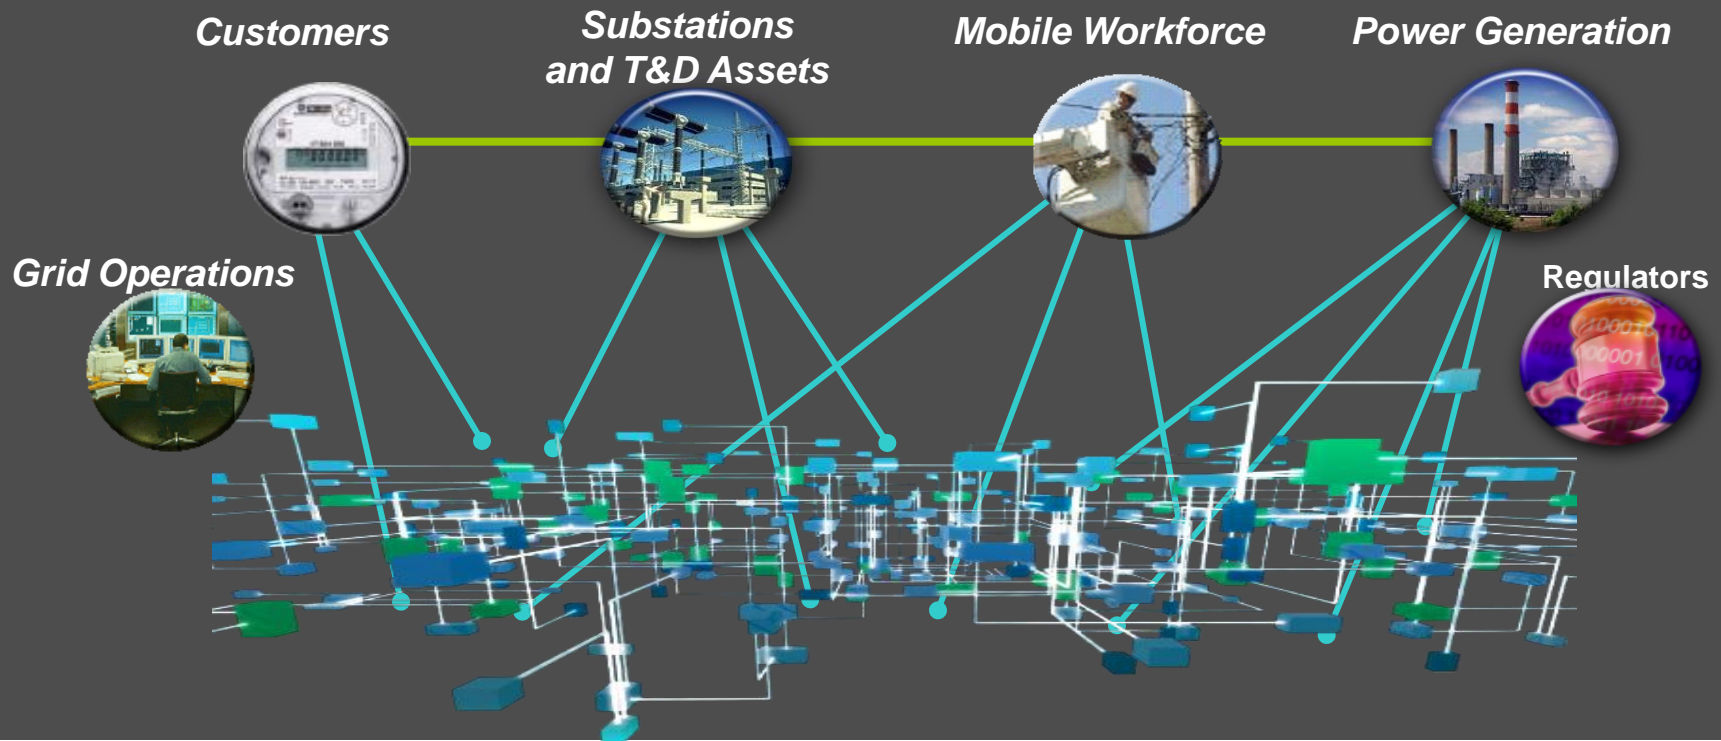 Customers
Substations
and T&D Assets
Mobile Workforce
Power Generation
Grid Operations
Regulators